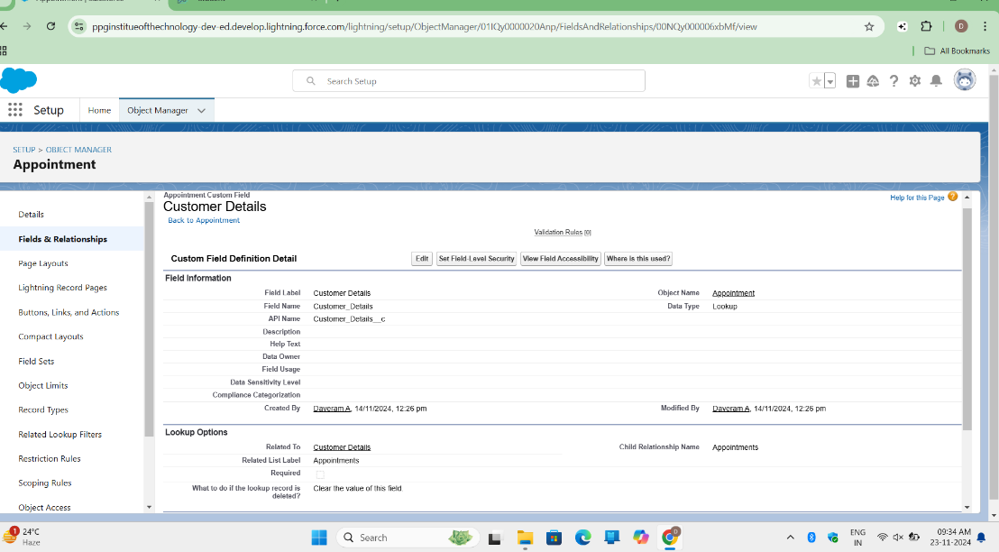 ppginstitueofthechnology-dev-ed.develop.lightning.force.com/lightning/setup/ObjectManager/01IQy0000020Anp/FieldsAndRelationships/00NQy000006xbMf/view
D
All Bookmarks
Search Setup
Setup
Home
Object Manager
SETUP > OBJECT MANAGER
Appointment
Details
Fields & Relationships
Page Layouts
Lightning Record Pages
Buttons, Links, and Actions
Compact Layouts
Field Sets
Object Limits
Record Types
Related Lookup Filters
Restriction Rules
Scoping Rules
Object Access
Appointment Custom Field
Customer Details
Back to Appointment
Help for this Page
Validation Rules [0]
Custom Field Definition Detail
Edit
Set Field-Level Security
View Field Accessibility
Where is this used?
Field Information
Field Label Customer Details Object Name Appointment
Field Name Customer_Details Data Type Lookup
API Name Customer_Details__c
Description
Help Text
Data Owner
Field Usage
Data Sensitivity Level
Compliance Categorization
Created By Daveram A, 14/11/2024, 12:26 pm Modified By Daveram A, 14/11/2024, 12:26 pm
Lookup Options
Related To Customer Details Child Relationship Name Appointments
Related List Label Appointments
Required
What to do if the lookup record is
deleted? Clear the value of this field.
1
24°C
Haze
Search
ENG
IN
09:34 AM
23-11-2024